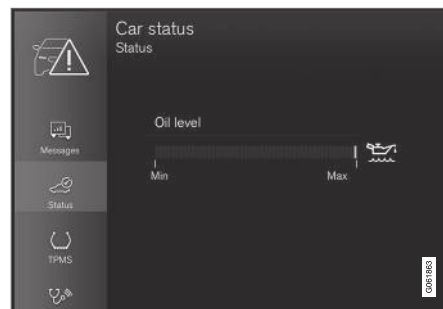 Car status
Status
Messages
Status
TPMS
Oil level
Min Max
G061863